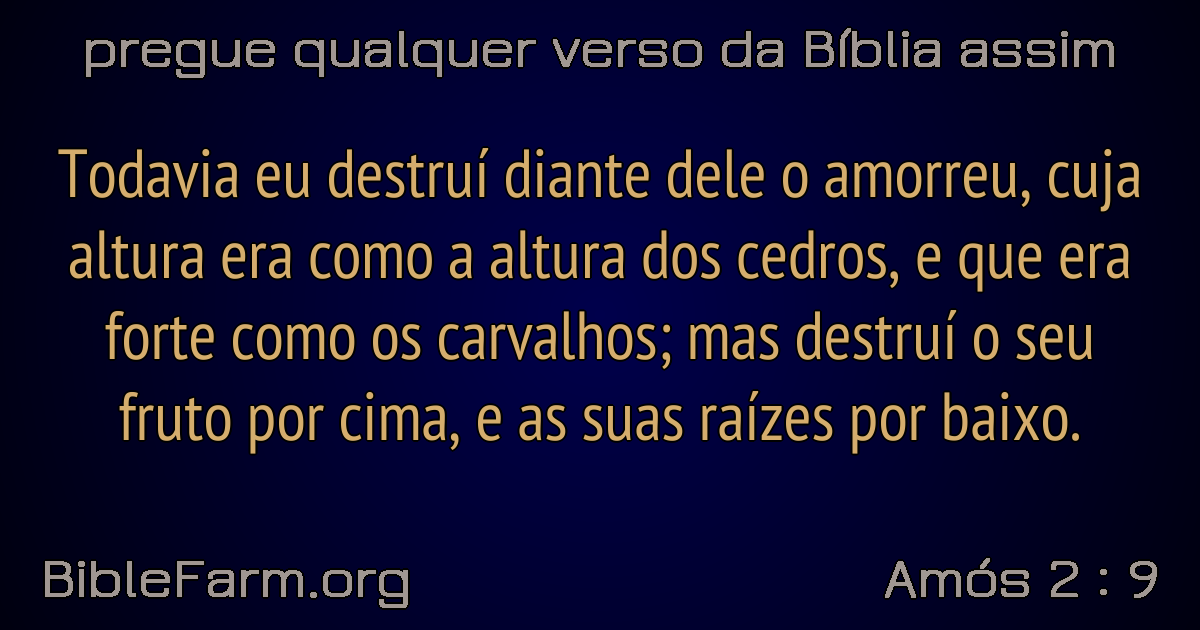 pregue qualquer verso da Bíblia assim
Todavia eu destruí diante dele o amorreu, cuja
altura era como a altura dos cedros, e que era
forte como os carvalhos; mas destruí o seu
fruto por cima, e as suas raízes por baixo.
BibleFarm.org
Amós 2 : 9